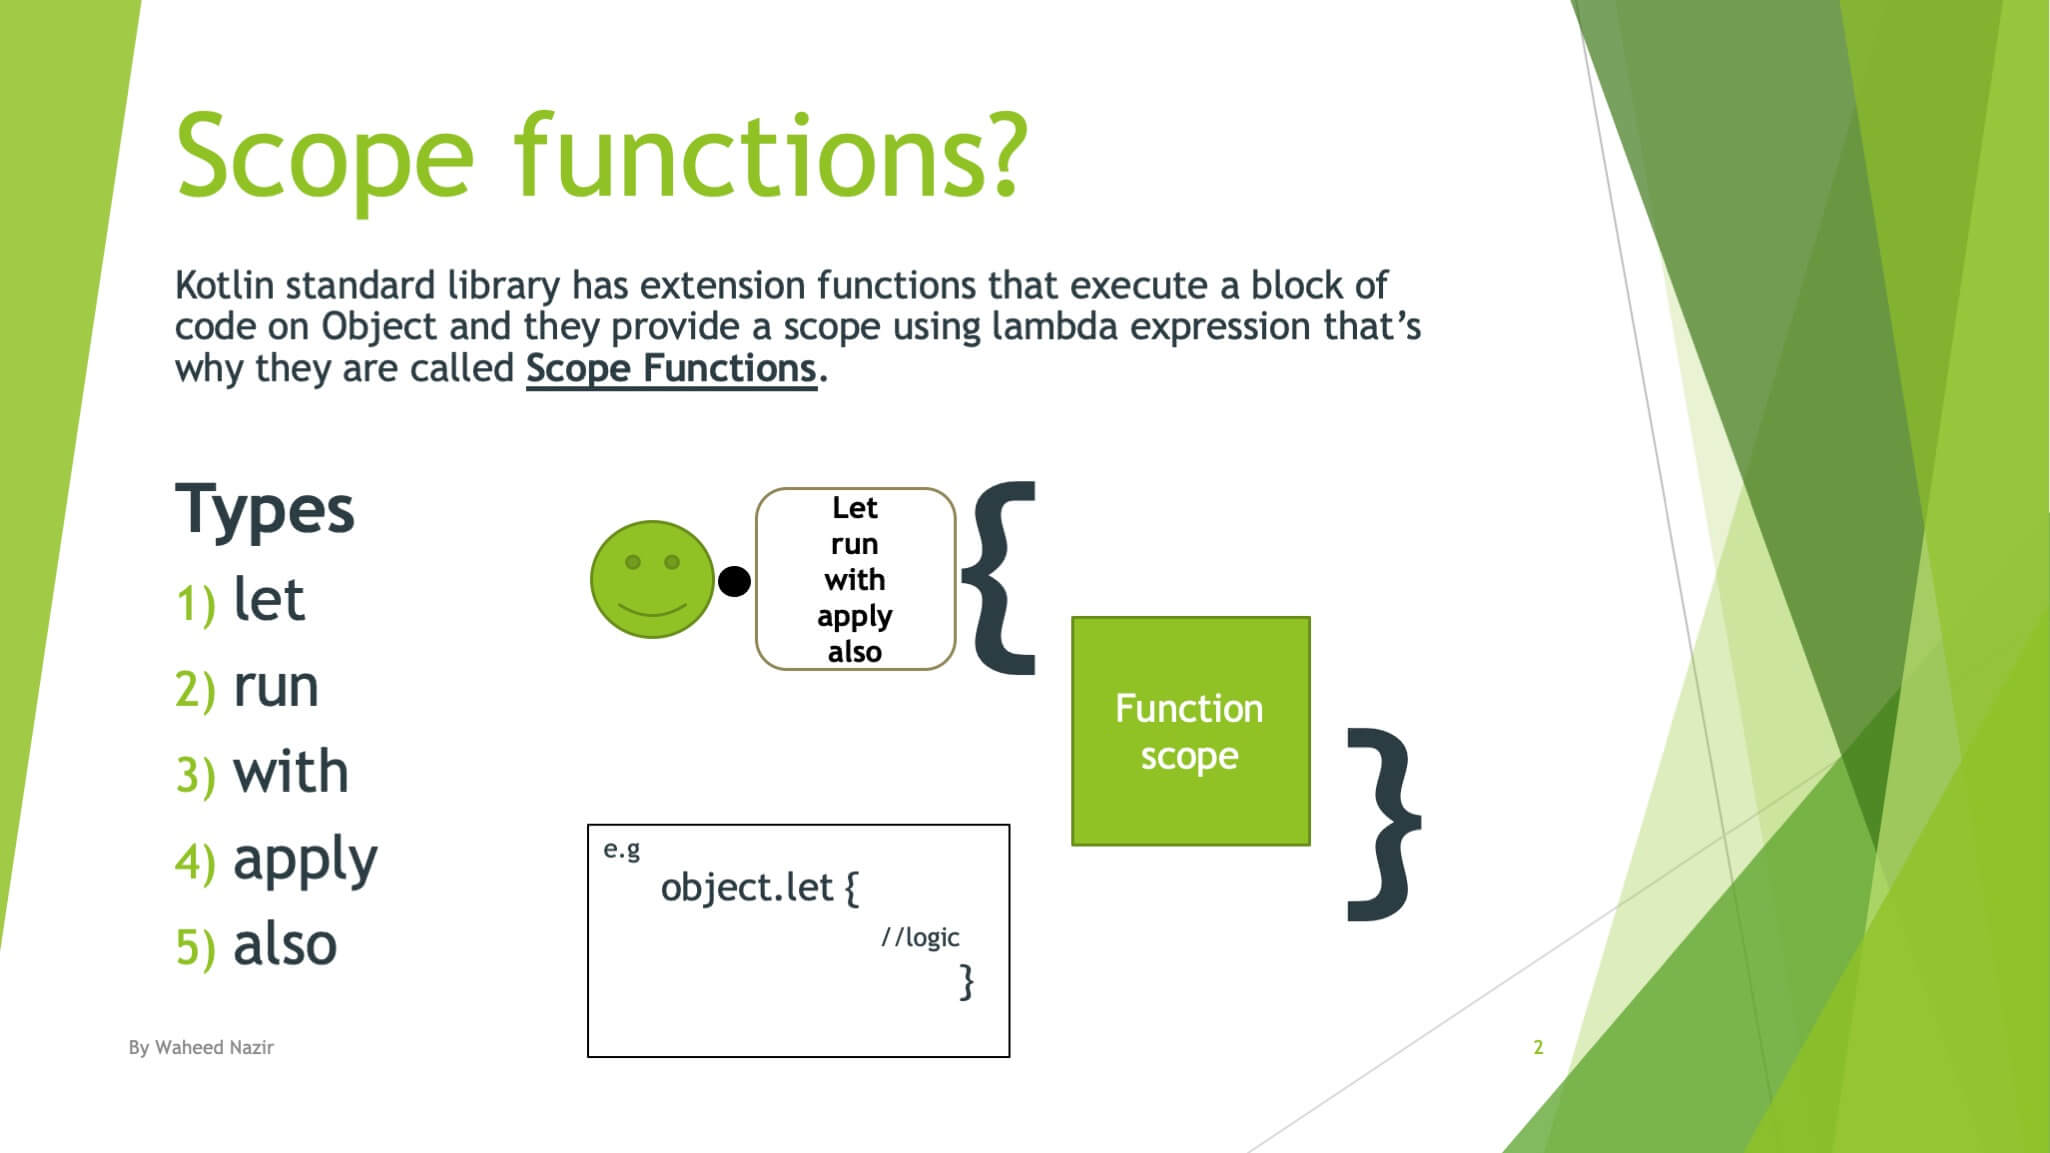 Scope functions?
Kotlin standard library has extension functions that execute a block of
code on Object and they provide a scope using lambda expression that’s
why they are called Scope Functions.
Types
1) let
2) run
3) with
4) apply
5) also
Let
run
with
apply
also
{
Function
scope
}
e.g
object.let {
//logic
}
By Waheed Nazir
2